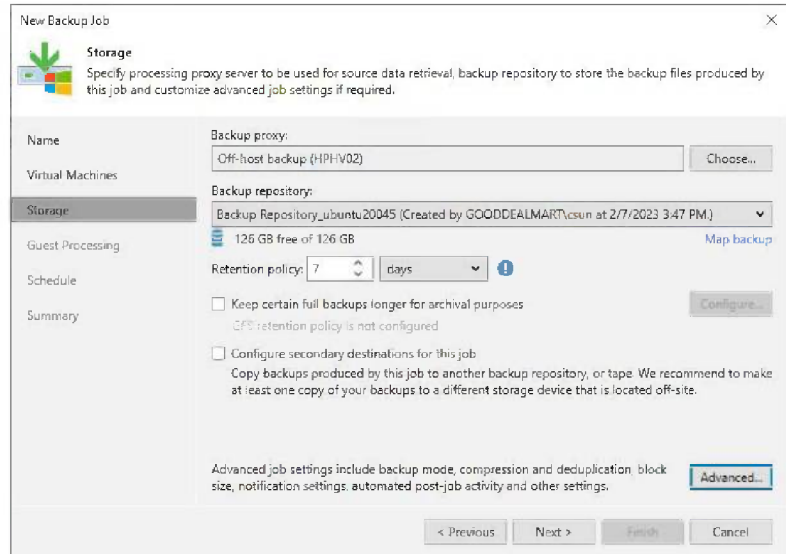 New Backup Job
Storage
Specify processing proxy server to be used for source data retrieval, backup repository to store the backup files produced by
this job and customize advanced job settings if required.
Name
Virtual Machines
Storage
Guest Processing
Schedule
Summary
Backup proxy:
Off-host backup (HPHV02)
Choose...
Backup repository:
Backup Repository_ubuntu20045 (Created by GOODDEALMART\csun at 2/7/2023 3:47 PM.)
126 GB free of 126 GB
Map backup
Retention policy: 7 days
Keep certain full backups longer for archival purposes
Configure...
GFS retention policy is not configured
Configure secondary destinations for this job
Copy backups produced by this job to another backup repository, or tape. We recommend to make
at least one copy of your backups to a different storage device that is located off-site.
Advanced job settings include backup mode, compression and deduplication, block
size, notification settings, automated post-job activity and other settings.
Advanced...
< Previous
Next >
Finish
Cancel